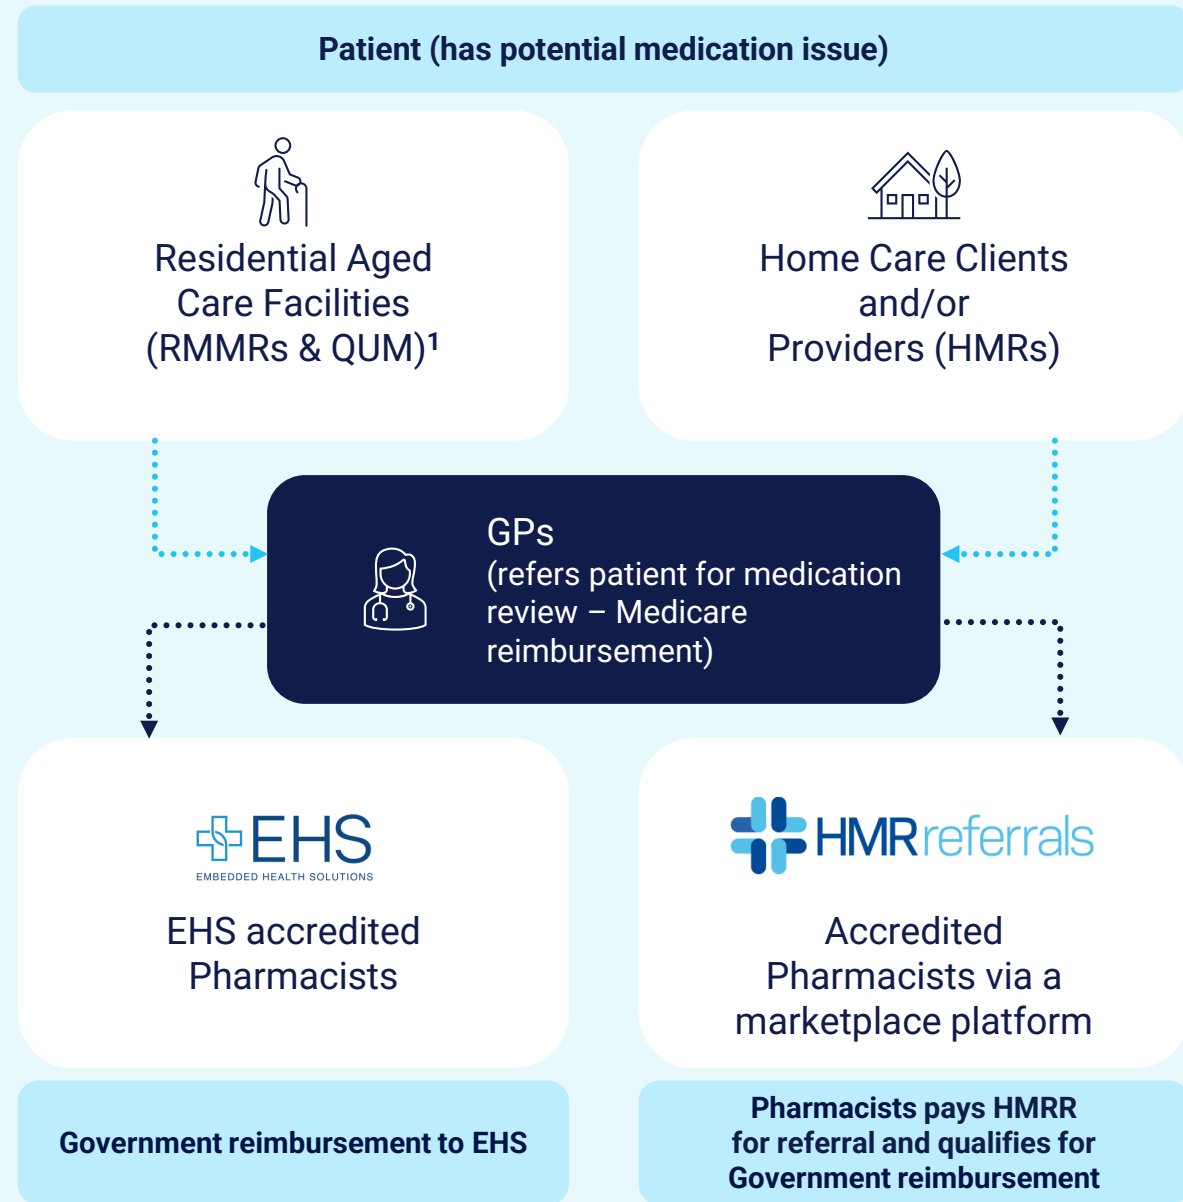 Patient (has potential medication issue)
Residential Aged
Care Facilities
(RMMRs & QUM)¹
Home Care Clients
and/or
Providers (HMRs)
GPs
(refers patient for medication
review – Medicare
reimbursement)
EHS
EMBEDDED HEALTH SOLUTIONS
EHS accredited
Pharmacists
HMRreferrals
Accredited
Pharmacists via a
marketplace platform
Government reimbursement to EHS
Pharmacists pays HMRR
for referral and qualifies for
Government reimbursement